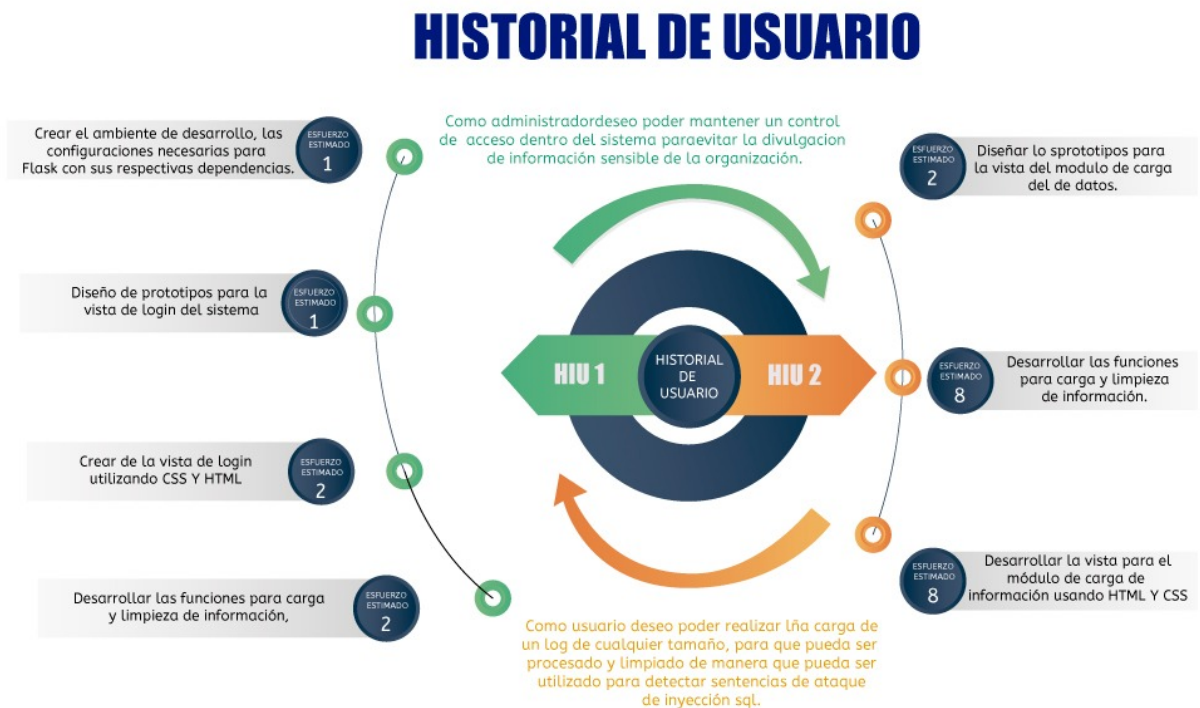 HISTORIAL DE USUARIO
Crear el ambiente de desarrollo, las
configuraciones necesarias para
Flask con sus respectivas dependencias.
ESFUERZO
ESTIMADO
1
Diseño de prototipos para la
vista de login del sistema
ESFUERZO
ESTIMADO
1
Crear de la vista de login
utilizando CSS Y HTML
ESFUERZO
ESTIMADO
2
Desarrollar las funciones para carga
y limpieza de información,
ESFUERZO
ESTIMADO
2
Como administradordeseo poder mantener un control
de acceso dentro del sistema paraevitar la divulgacion
de información sensible de la organización.
HIU 1
HISTORIAL
DE
USUARIO
HIU 2
Como usuario deseo poder realizar lña carga de
un log de cualquier tamaño, para que pueda ser
procesado y limpiado de manera que pueda ser
utilizado para detectar sentencias de ataque
de inyección sql.
ESFUERZO
ESTIMADO
2
Diseñar lo sprototipos para
la vista del modulo de carga
del de datos.
ESFUERZO
ESTIMADO
8
Desarrollar las funciones
para carga y limpieza
de información.
ESFUERZO
ESTIMADO
8
Desarrollar la vista para el
módulo de carga de
información usando HTML Y CSS